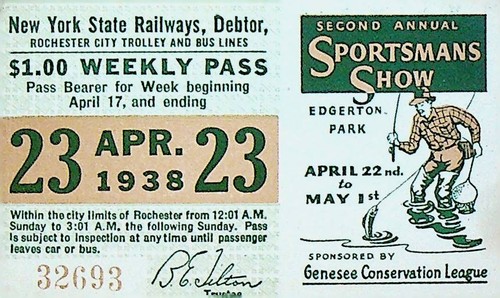 New York State Railways, Debtor,
ROCHESTER CITY TROLLEY AND BUS LINES
$1.00 WEEKLY PASS
Pass Bearer for Week beginning
April 17, and ending
23 APR. 23
1938
Within the city limits of Rochester from 12:01 A.M.
Sunday to 3:01 A.M. the following Sunday. Pass
is subject to inspection at any time until passenger
leaves car or bus.
32693
B.E. Tilton
Trustee
SECOND ANNUAL
SPORTSMANS
SHOW
EDGERTON
PARK
APRIL 22nd.
to
MAY 1st
SPONSORED BY
Genesee Conservation League